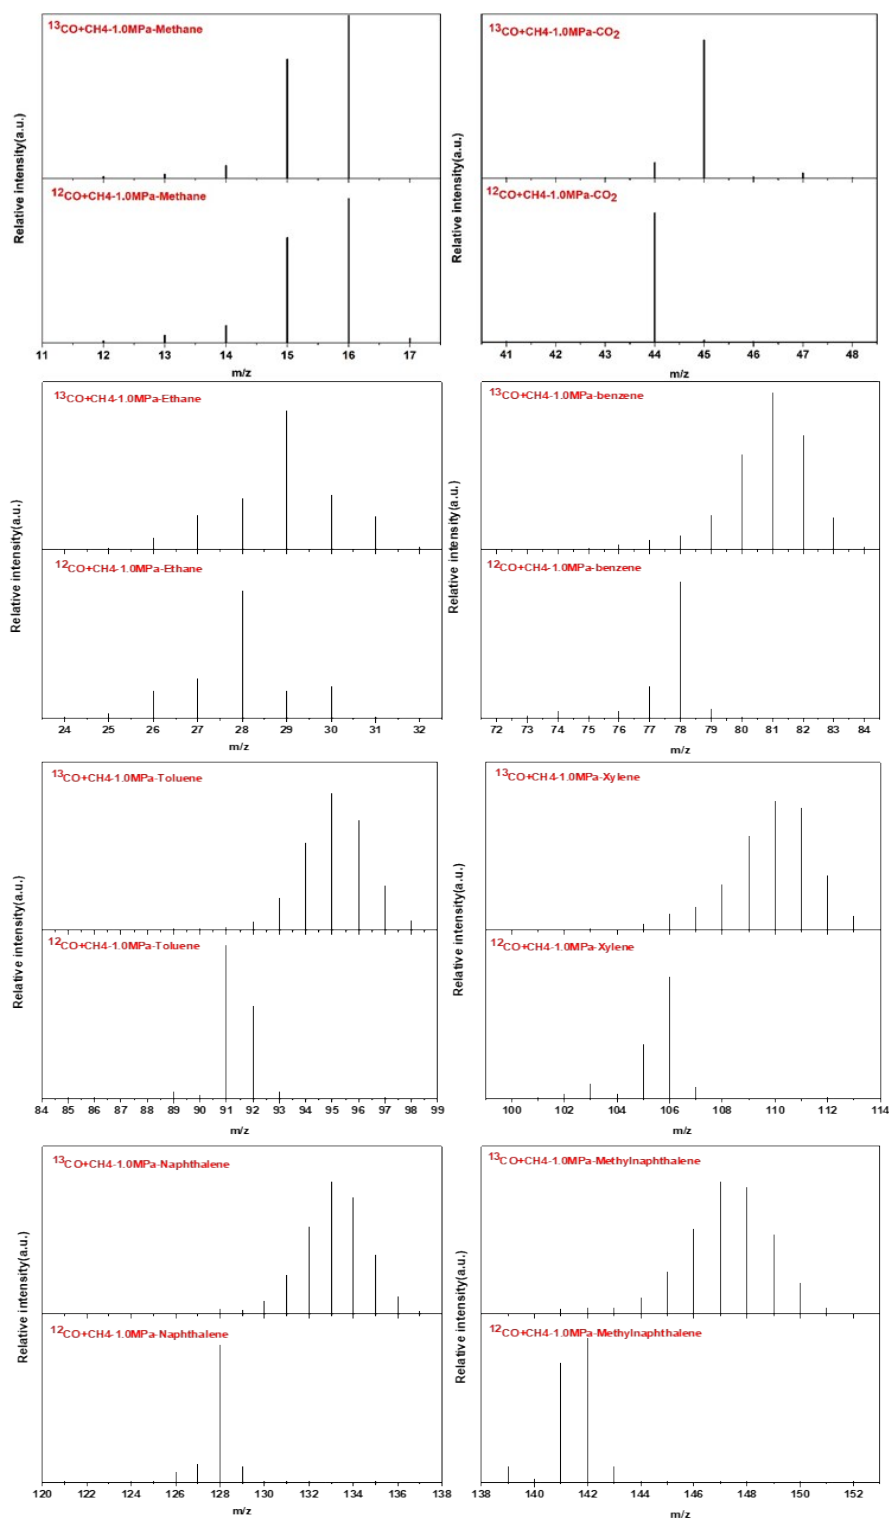 ¹³CO+CH4-1.0MPa-Methane
¹²CO+CH4-1.0MPa-Methane
Relative intensity(a.u.)
11 12 13 14 15 16 17
m/z
¹³CO+CH4-1.0MPa-CO₂
¹²CO+CH4-1.0MPa-CO₂
Relative intensity(a.u.)
41 42 43 44 45 46 47 48
m/z
¹³CO+CH4-1.0MPa-Ethane
¹²CO+CH4-1.0MPa-Ethane
Relative intensity(a.u.)
24 25 26 27 28 29 30 31 32
m/z
¹³CO+CH4-1.0MPa-benzene
¹²CO+CH4-1.0MPa-benzene
Relative intensity(a.u.)
72 73 74 75 76 77 78 79 80 81 82 83 84
m/z
¹³CO+CH4-1.0MPa-Toluene
¹²CO+CH4-1.0MPa-Toluene
Relative intensity(a.u.)
84 85 86 87 88 89 90 91 92 93 94 95 96 97 98 99
m/z
¹³CO+CH4-1.0MPa-Xylene
¹²CO+CH4-1.0MPa-Xylene
Relative intensity(a.u.)
100 102 104 106 108 110 112 114
m/z
¹³CO+CH4-1.0MPa-Naphthalene
¹²CO+CH4-1.0MPa-Naphthalene
Relative intensity(a.u.)
120 122 124 126 128 130 132 134 136 138
m/z
¹³CO+CH4-1.0MPa-Methylnaphthalene
¹²CO+CH4-1.0MPa-Methylnaphthalene
Relative intensity(a.u.)
138 140 142 144 146 148 150 152
m/z